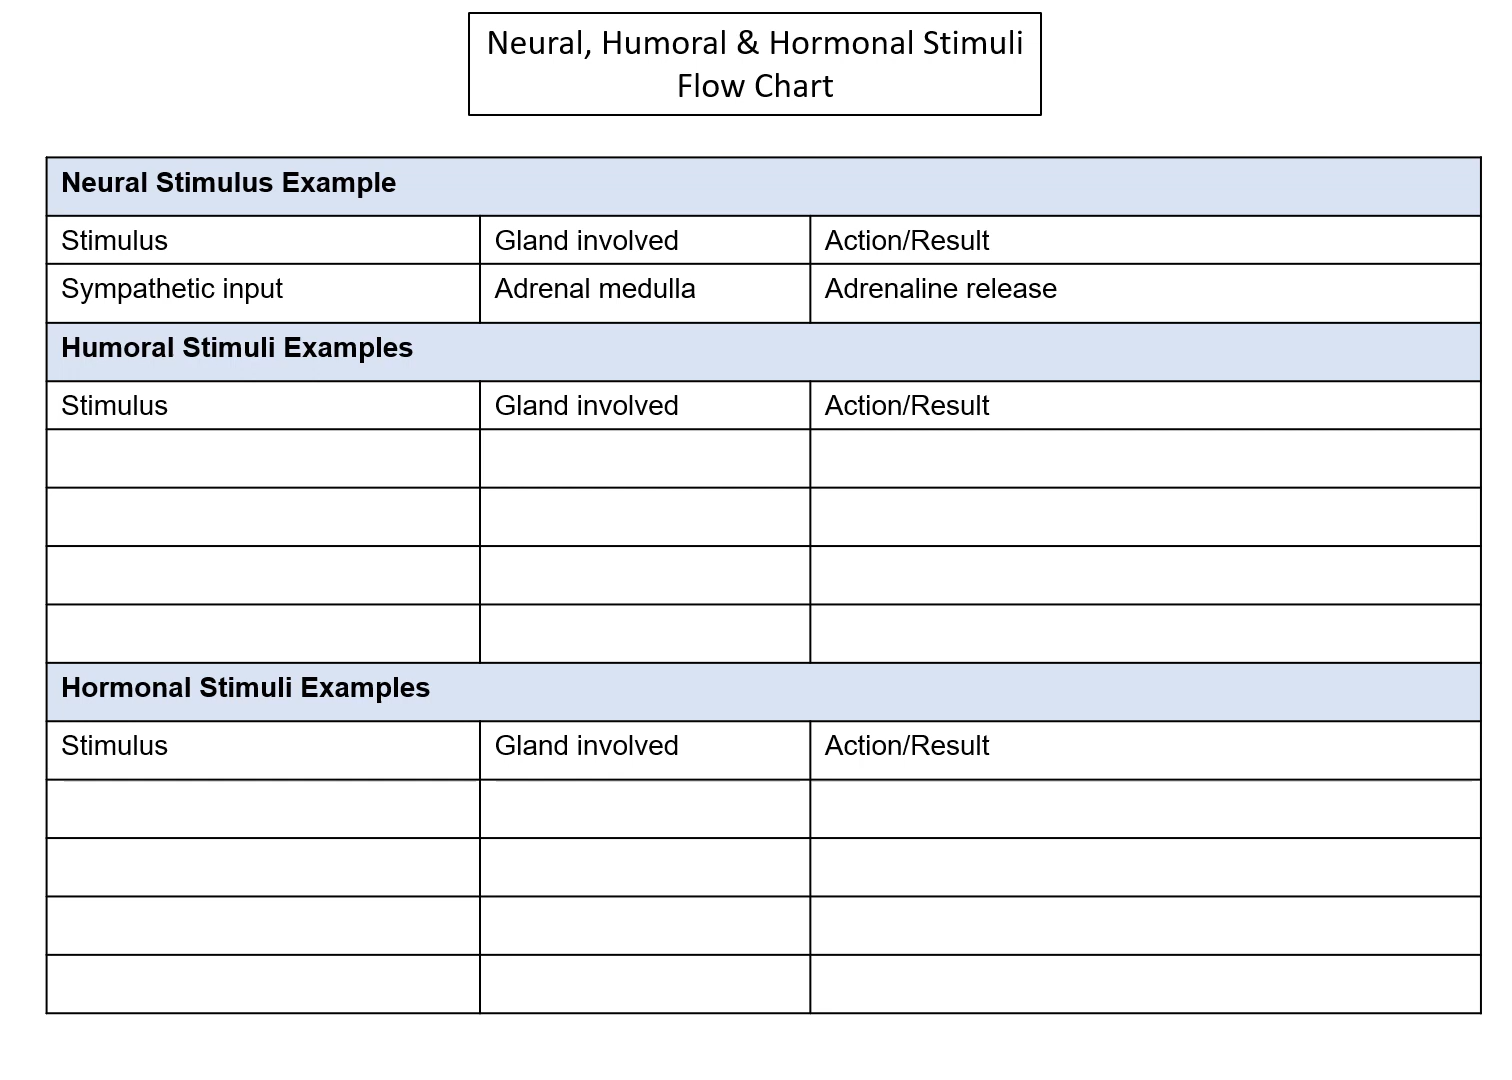 Neural, Humoral & Hormonal Stimuli
Flow Chart
Neural Stimulus Example
Stimulus Gland involved Action/Result
Sympathetic input Adrenal medulla Adrenaline release
Humoral Stimuli Examples
Stimulus Gland involved Action/Result
Hormonal Stimuli Examples
Stimulus Gland involved Action/Result